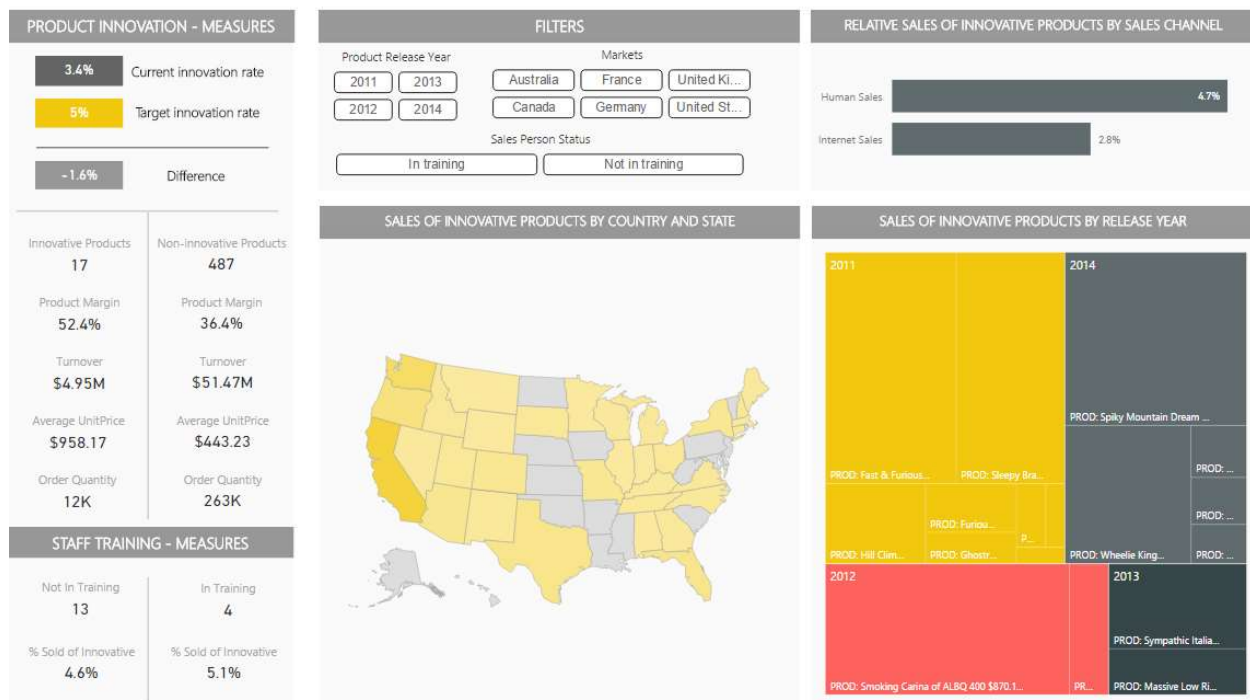 PRODUCT INNOVATION - MEASURES
3.4% Current innovation rate
5% Target innovation rate
-1.6% Difference
Innovative Products Non-innovative Products
17 487
Product Margin Product Margin
52.4% 36.4%
Turnover Turnover
$4.95M $51.47M
Average UnitPrice Average UnitPrice
$958.17 $443.23
Order Quantity Order Quantity
12K 263K
STAFF TRAINING - MEASURES
Not In Training In Training
13 4
% Sold of Innovative % Sold of Innovative
4.6% 5.1%
FILTERS
Product Release Year
2011 2013
2012 2014
Markets
Australia France United Ki...
Canada Germany United St...
Sales Person Status
In training Not in training
RELATIVE SALES OF INNOVATIVE PRODUCTS BY SALES CHANNEL
Human Sales 4.7%
Internet Sales 2.8%
SALES OF INNOVATIVE PRODUCTS BY COUNTRY AND STATE
SALES OF INNOVATIVE PRODUCTS BY RELEASE YEAR
2011
PROD: Fast & Furious... PROD: Sleepy Bra...
PROD: Furiou...
P...
PROD: Hill Clim... PROD: Ghostr...
2014
PROD: Spiky Mountain Dream ...
PROD: ...
PROD: ...
PROD: Wheelie King... PROD: ...
2012
PROD: Smoking Carina of ALBQ 400 $870.1... PR...
2013
PROD: Sympathic Italia...
PROD: Massive Low Ri...